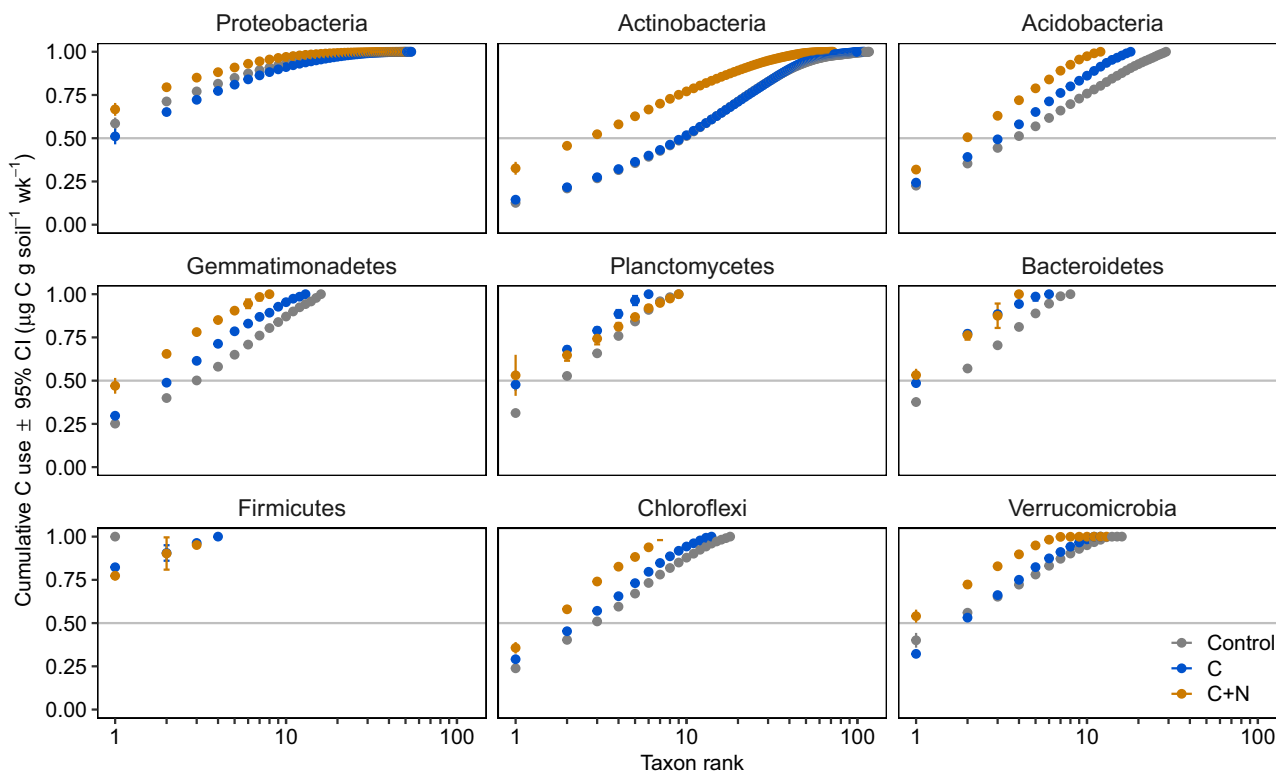 Proteobacteria
Actinobacteria
Acidobacteria
1.00
0.75
0.50
0.25
0.00
Gemmatimonadetes
Planctomycetes
Bacteroidetes
1.00
0.75
0.50
0.25
0.00
Firmicutes
Chloroflexi
Verrucomicrobia
1.00
0.75
0.50
0.25
0.00
Control
C
C+N
1 10 100
1 10 100
1 10 100
Taxon rank
Cumulative C use ± 95% CI (μg C g soil⁻¹ wk⁻¹)